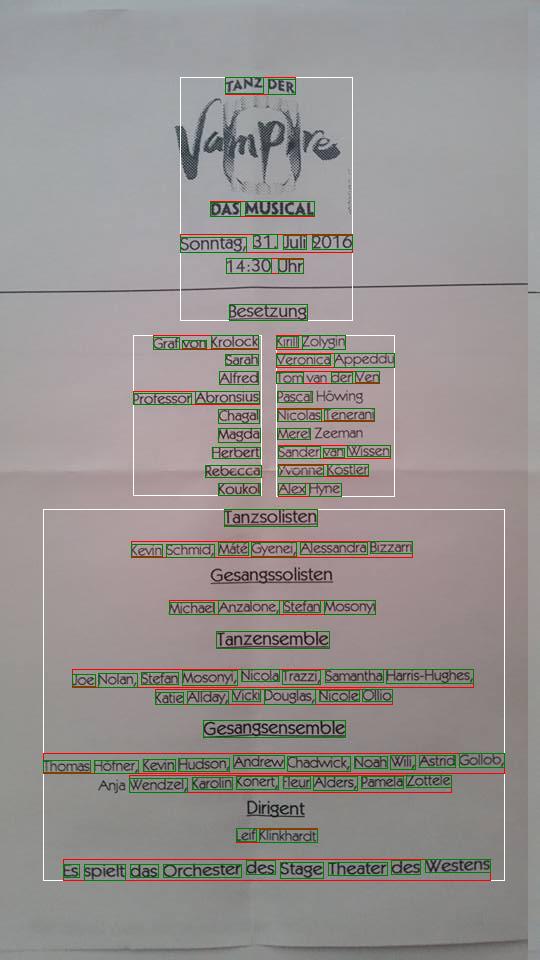 TANZ DER
Vampire
DAS MUSICAL
Sonntag, 31. Juli 2016
14:30 Uhr
Besetzung
Graf von Krolock Kirill Zolygin
Sarah Veronica Appeddu
Alfred Tom van der Ven
Professor Abronsius Pascal Höwing
Chagal Nicolas Tenerani
Magda Merel Zeeman
Herbert Sander van Wissen
Rebecca Yvonne Köstler
Koukol Alex Hyne
Tanzsolisten
Kevin Schmid, Máté Gyenei, Alessandra Bizzarri
Gesangssolisten
Michael Anzalone, Stefan Mosonyi
Tanzensemble
Joe Nolan, Stefan Mosonyi, Nicola Trazzi, Samantha Harris-Hughes,
Katie Allday, Vicki Douglas, Nicole Ollio
Gesangsensemble
Thomas Höfner, Kevin Hudson, Andrew Chadwick, Noah Wili, Astrid Gollob,
Anja Wendzel, Karolin Konert, Fleur Alders, Pamela Zottele
Dirigent
Leif Klinkhardt
Es spielt das Orchester des Stage Theater des Westens